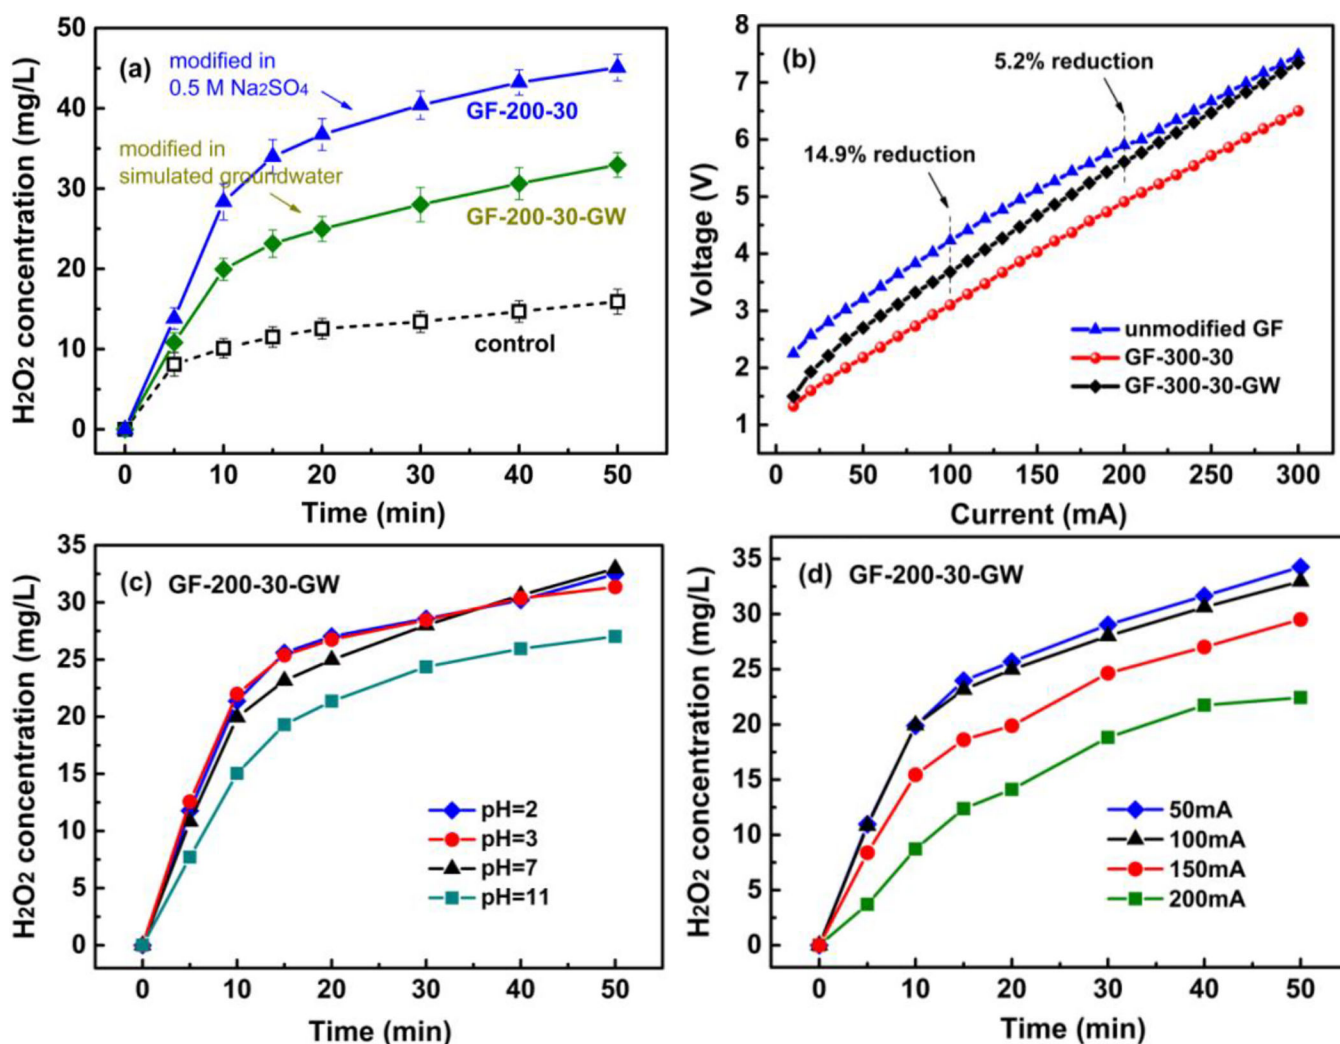 50
40
30
20
10
0
H2O2 concentration (mg/L)
(a)
modified in
0.5 M Na2SO4
GF-200-30
modified in
simulated groundwater
GF-200-30-GW
control
0 10 20 30 40 50
Time (min)
8
7
6
5
4
3
2
1
Voltage (V)
(b)
5.2% reduction
14.9% reduction
unmodified GF
GF-300-30
GF-300-30-GW
0 50 100 150 200 250 300
Current (mA)
35
30
25
20
15
10
5
0
H2O2 concentration (mg/L)
(c) GF-200-30-GW
pH=2
pH=3
pH=7
pH=11
0 10 20 30 40 50
Time (min)
35
30
25
20
15
10
5
0
H2O2 concentration (mg/L)
(d) GF-200-30-GW
50mA
100mA
150mA
200mA
0 10 20 30 40 50
Time (min)